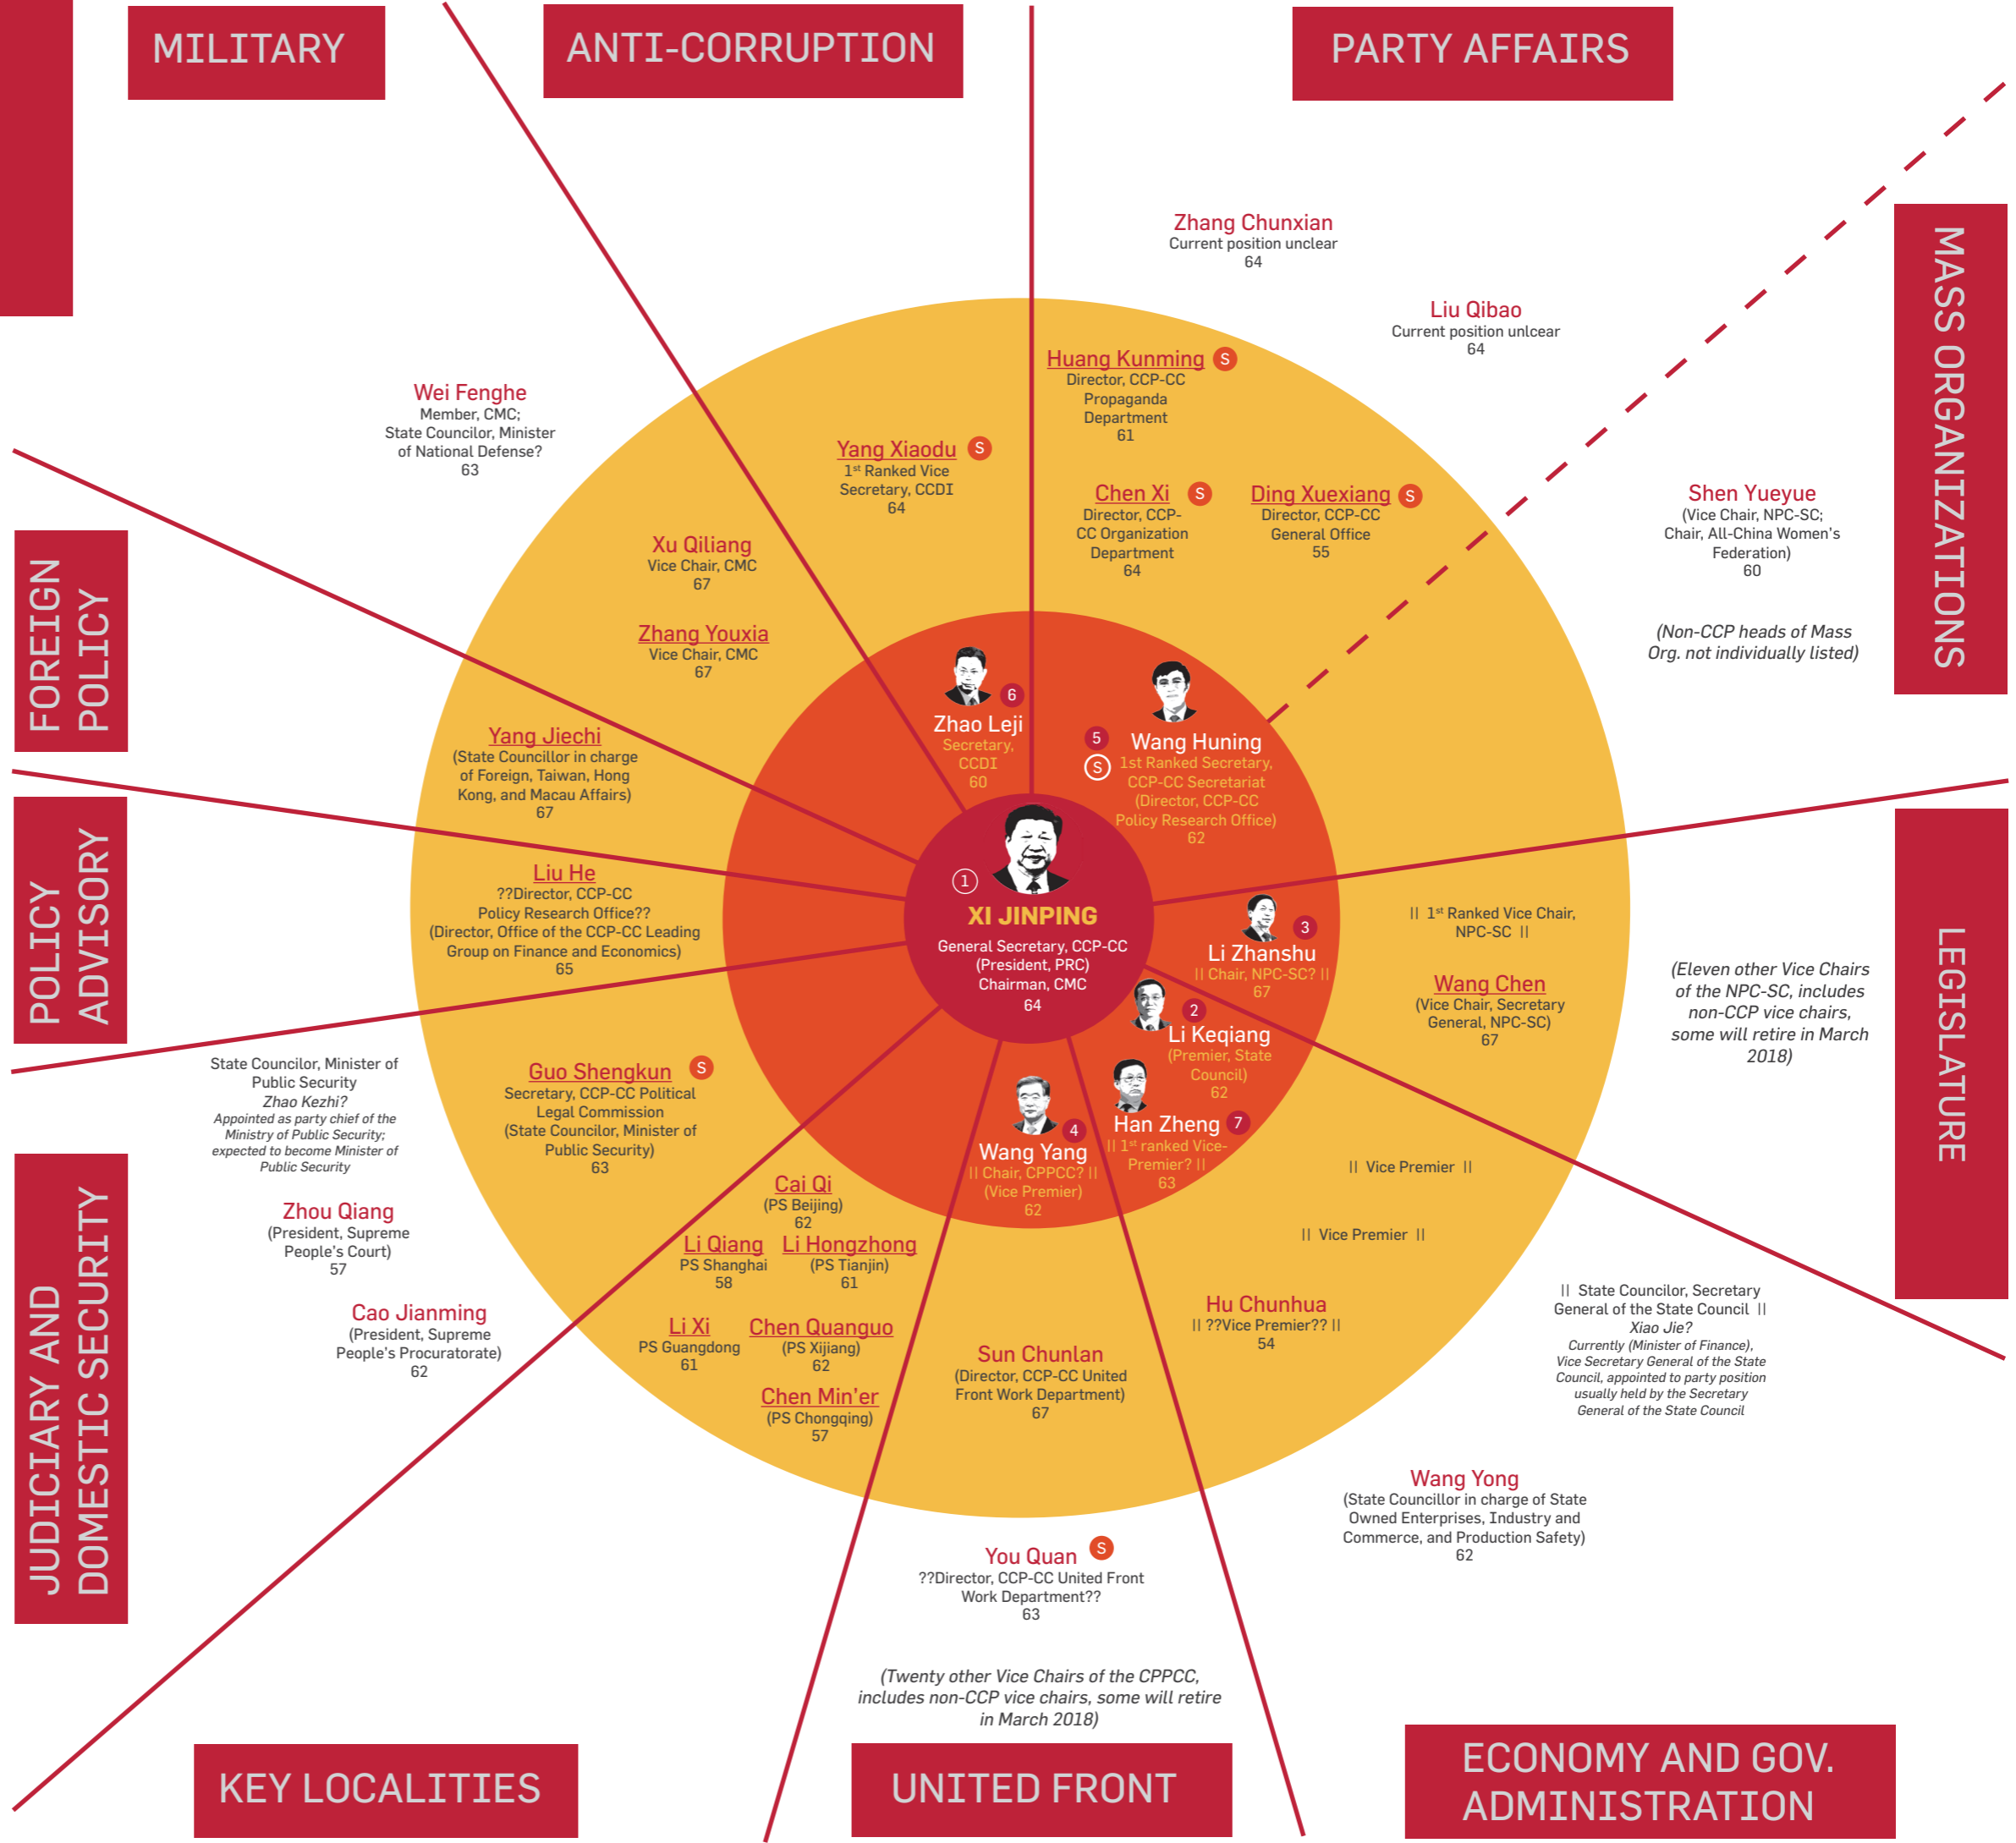 MILITARY
ANTI-CORRUPTION
PARTY AFFAIRS
MASS ORGANIZATIONS
LEGISLATURE
ECONOMY AND GOV.
ADMINISTRATION
UNITED FRONT
KEY LOCALITIES
JUDICIARY AND
DOMESTIC SECURITY
POLICY
ADVISORY
FOREIGN
POLICY
Zhang Chunxian
Current position unclear
64
Liu Qibao
Current position unlcear
64
Huang Kunming S
Director, CCP-CC
Propaganda
Department
61
Chen Xi S
Director, CCP-
CC Organization
Department
64
Ding Xuexiang S
Director, CCP-CC
General Office
55
5
S
Wang Huning
1st Ranked Secretary,
CCP-CC Secretariat
(Director, CCP-CC
Policy Research Office)
62
Shen Yueyue
(Vice Chair, NPC-SC;
Chair, All-China Women's
Federation)
60
(Non-CCP heads of Mass
Org. not individually listed)
3
Li Zhanshu
|| Chair, NPC-SC? ||
67
|| 1st Ranked Vice Chair,
NPC-SC ||
Wang Chen
(Vice Chair, Secretary
General, NPC-SC)
67
(Eleven other Vice Chairs
of the NPC-SC, includes
non-CCP vice chairs,
some will retire in March
2018)
2
Li Keqiang
(Premier, State
Council)
62
Han Zheng 7
|| 1st ranked Vice-
Premier? ||
63
|| Vice Premier ||
|| Vice Premier ||
Hu Chunhua
|| ??Vice Premier?? ||
54
|| State Councilor, Secretary
General of the State Council ||
Xiao Jie?
Currently (Minister of Finance),
Vice Secretary General of the State
Council, appointed to party position
usually held by the Secretary
General of the State Council
Wang Yong
(State Councillor in charge of State
Owned Enterprises, Industry and
Commerce, and Production Safety)
62
4
Wang Yang
|| Chair, CPPCC? ||
(Vice Premier)
62
Sun Chunlan
(Director, CCP-CC United
Front Work Department)
67
You Quan S
??Director, CCP-CC United Front
Work Department??
63
(Twenty other Vice Chairs of the CPPCC,
includes non-CCP vice chairs, some will retire
in March 2018)
Cai Qi
(PS Beijing)
62
Li Qiang
PS Shanghai
58
Li Hongzhong
(PS Tianjin)
61
Li Xi
PS Guangdong
61
Chen Quanguo
(PS Xijiang)
62
Chen Min'er
(PS Chongqing)
57
Guo Shengkun S
Secretary, CCP-CC Political
Legal Commission
(State Councilor, Minister of
Public Security)
63
State Councilor, Minister of
Public Security
Zhao Kezhi?
Appointed as party chief of the
Ministry of Public Security;
expected to become Minister of
Public Security
Zhou Qiang
(President, Supreme
People's Court)
57
Cao Jianming
(President, Supreme
People's Procuratorate)
62
Liu He
??Director, CCP-CC
Policy Research Office??
(Director, Office of the CCP-CC Leading
Group on Finance and Economics)
65
Yang Jiechi
(State Councillor in charge
of Foreign, Taiwan, Hong
Kong, and Macau Affairs)
67
Wei Fenghe
Member, CMC;
State Councilor, Minister
of National Defense?
63
Xu Qiliang
Vice Chair, CMC
67
Zhang Youxia
Vice Chair, CMC
67
Yang Xiaodu S
1st Ranked Vice
Secretary, CCDI
64
6
Zhao Leji
Secretary,
CCDI
60
1
XI JINPING
General Secretary, CCP-CC
(President, PRC)
Chairman, CMC
64